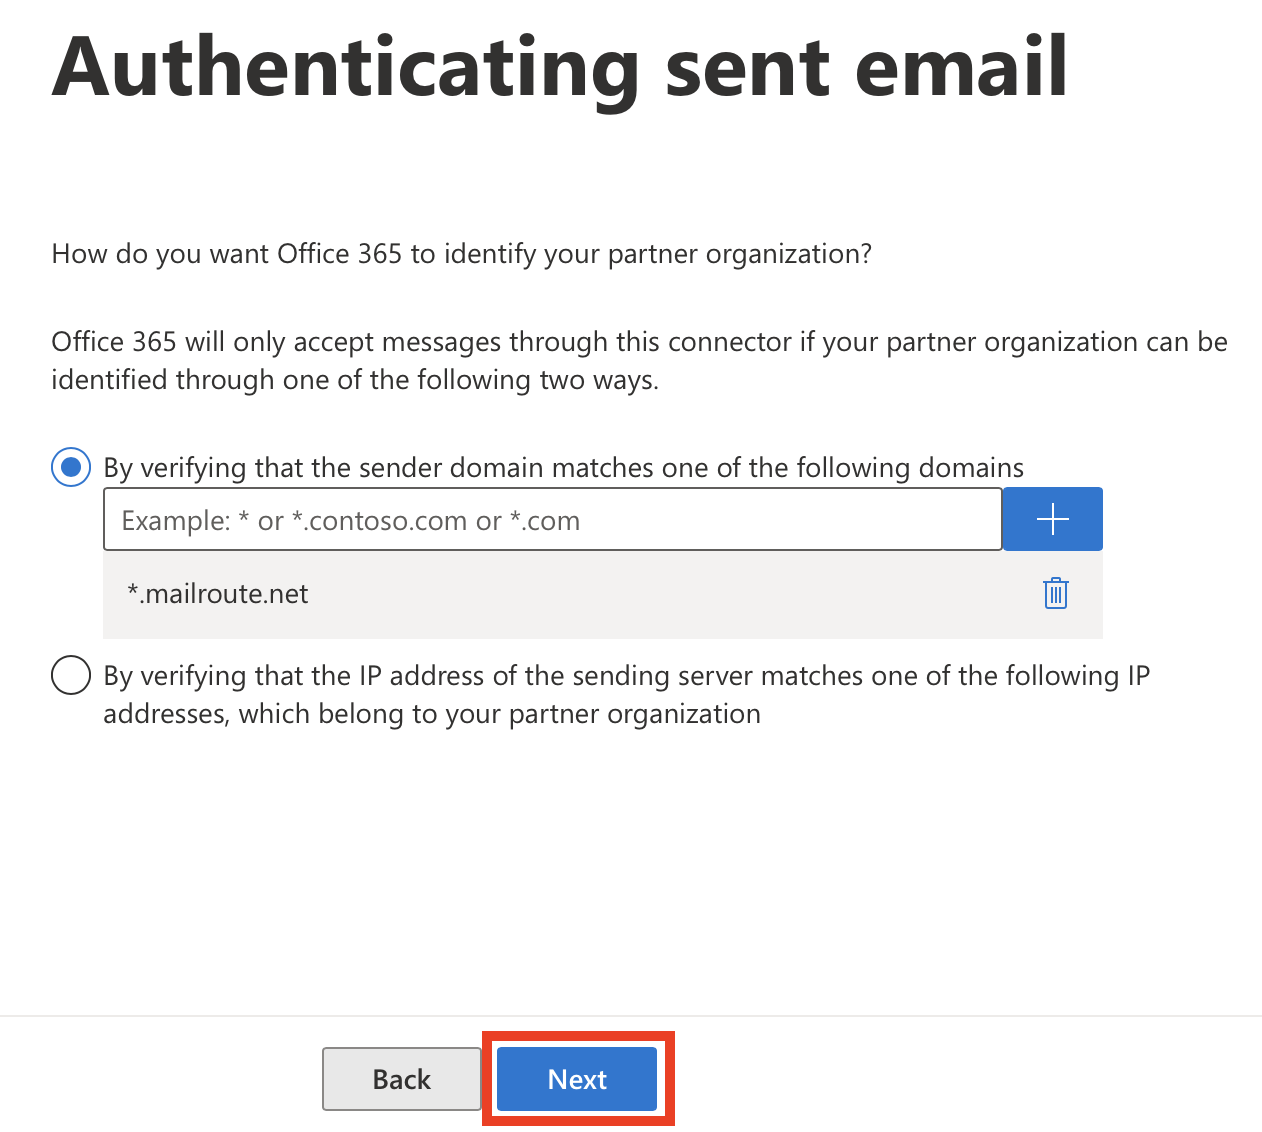 Authenticating sent email
How do you want Office 365 to identify your partner organization?
Office 365 will only accept messages through this connector if your partner organization can be
identified through one of the following two ways.
By verifying that the sender domain matches one of the following domains
Example: * or *.contoso.com or *.com
*.mailroute.net
By verifying that the IP address of the sending server matches one of the following IP
addresses, which belong to your partner organization
Back
Next